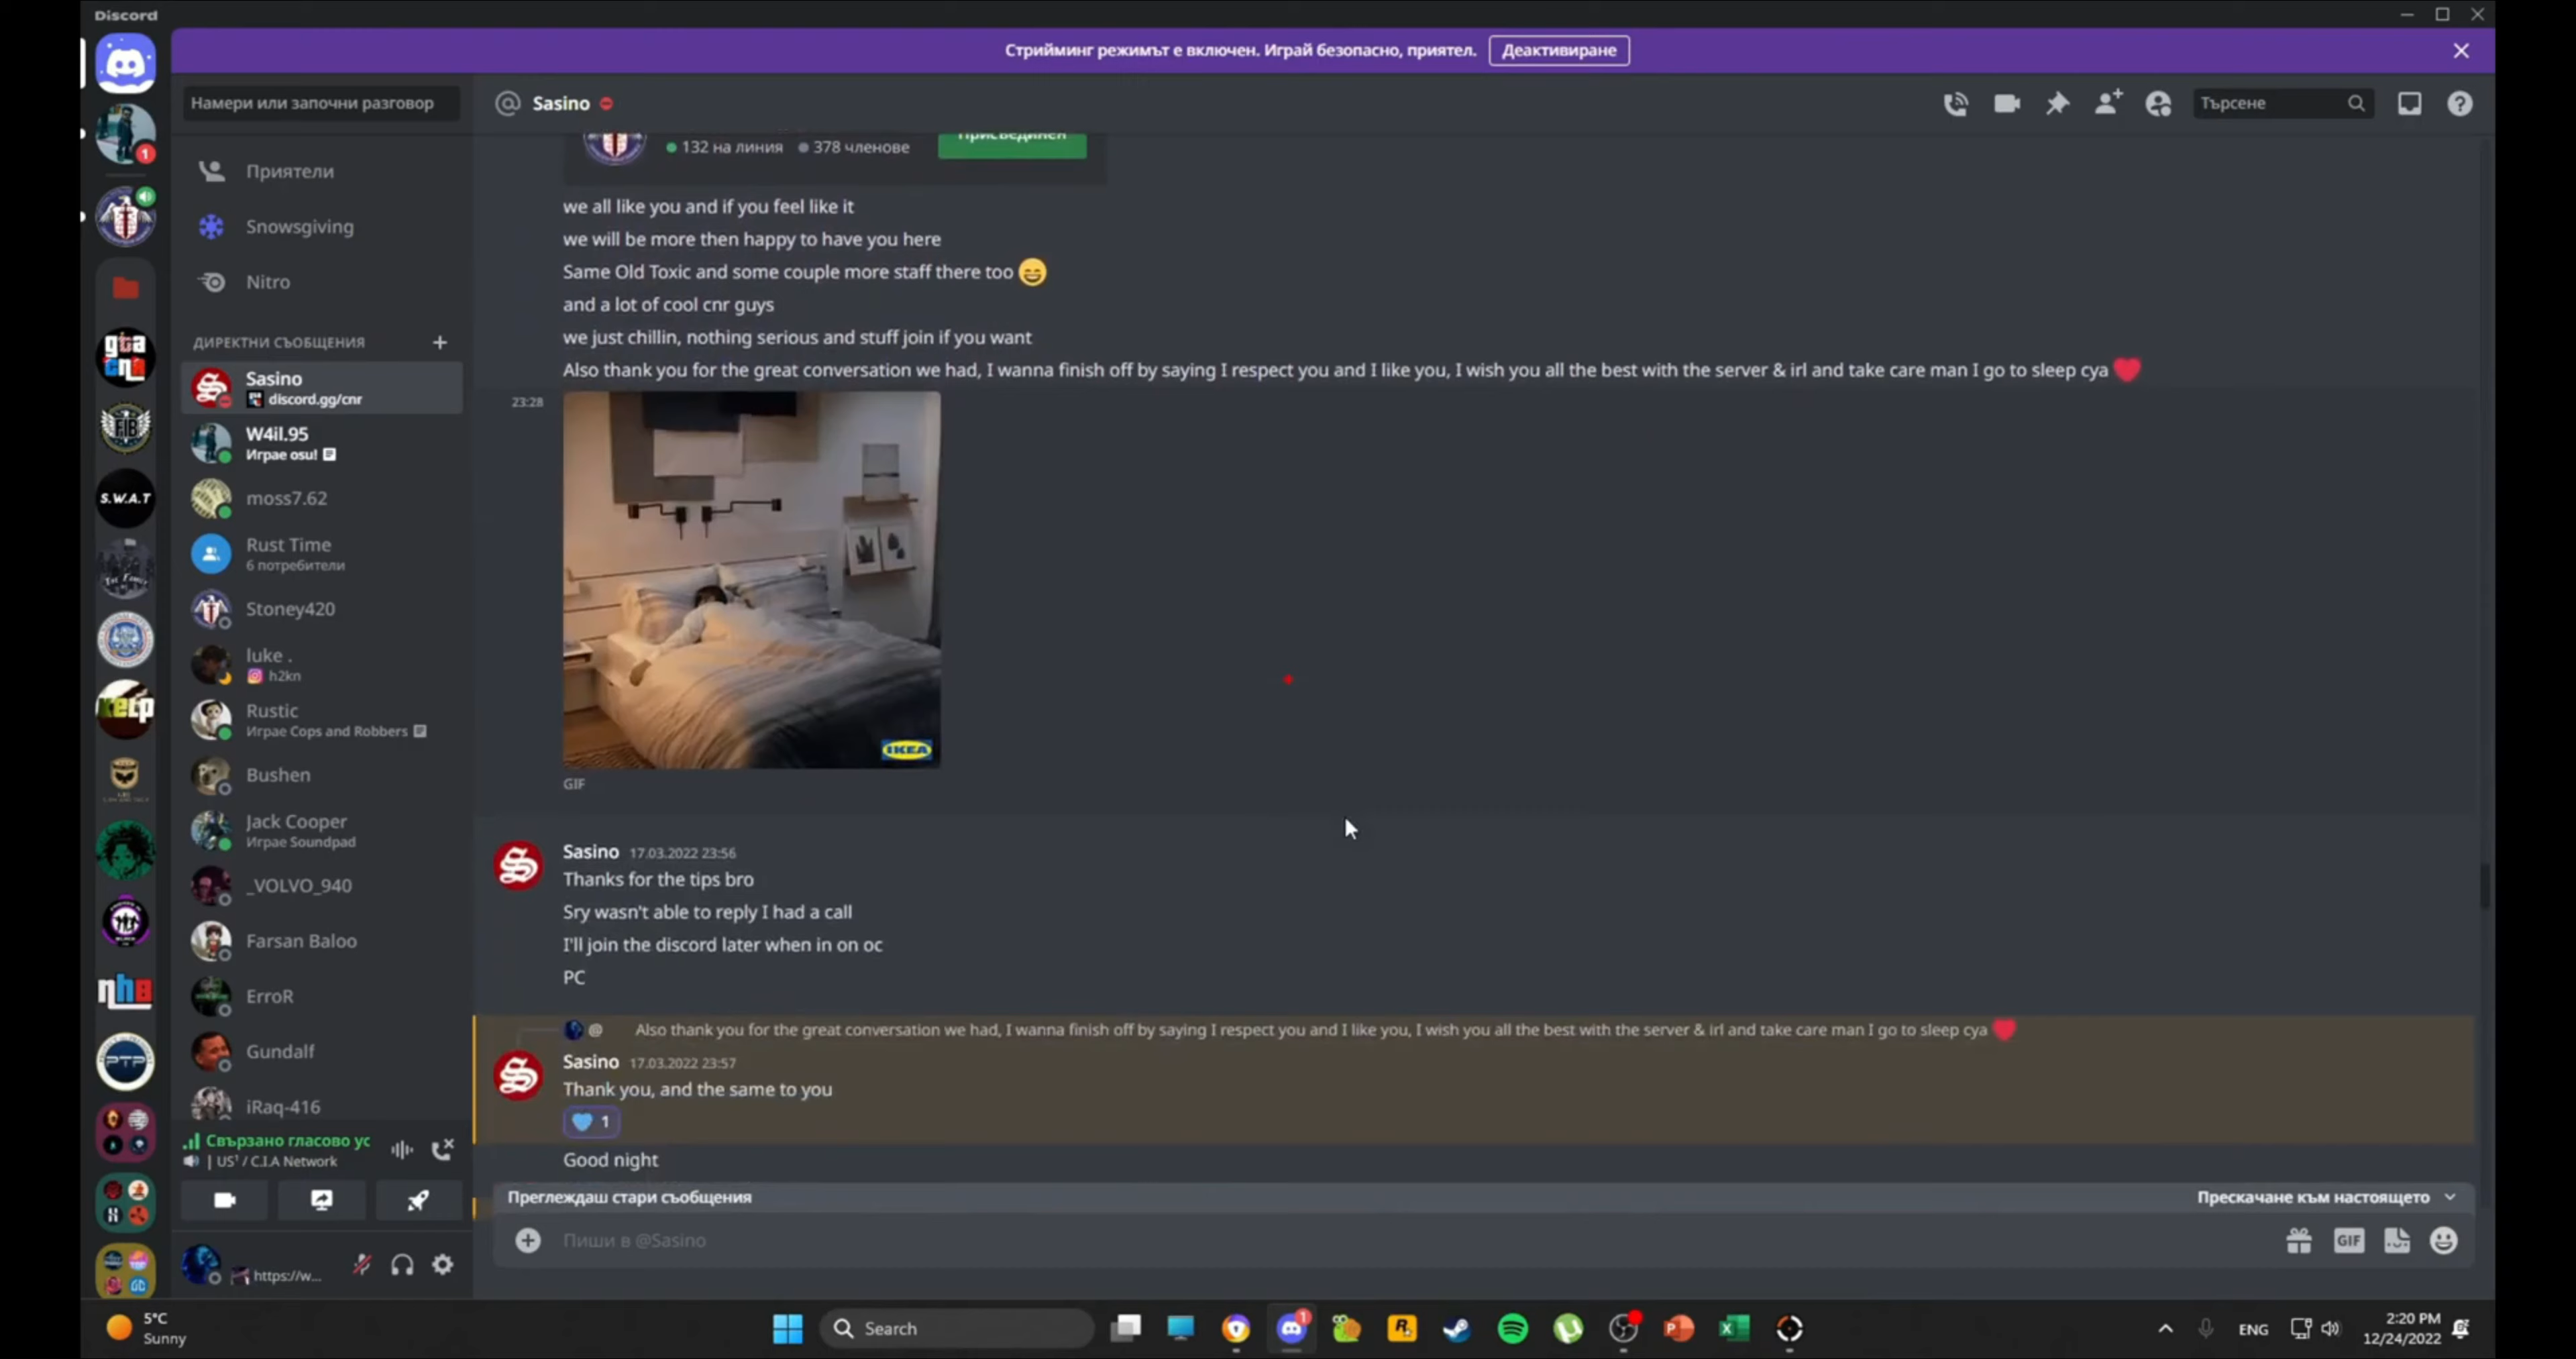 Discord
Стрийминг режимът е включен. Играй безопасно, приятел. Деактивиране
Намери или започни разговор
Sasino
Търсене
Присъединен
132 на линия 378 членове
Приятели
Snowsgiving
Nitro
ДИРЕКТНИ СЪОБЩЕНИЯ
Sasino
discord.gg/cnr
W4il.95
Играе osu!
moss7.62
Rust Time
6 потребители
Stoney420
luke .
h2kn
Rustic
Играе Cops and Robbers
Bushen
Jack Cooper
Играе Soundpad
_VOLVO_940
Farsan Baloo
ErroR
Gundalf
iRaq-416
Свързано гласово ус
| US¹ / C.I.A Network
https://w...
1
gta
cnr
FIB
S.W.A.T
kelp
nhb
PTP
GC
we all like you and if you feel like it
we will be more then happy to have you here
Same Old Toxic and some couple more staff there too 😄
and a lot of cool cnr guys
we just chillin, nothing serious and stuff join if you want
Also thank you for the great conversation we had, I wanna finish off by saying I respect you and I like you, I wish you all the best with the server & irl and take care man I go to sleep cya ❤️
23:28
IKEA
GIF
Sasino 17.03.2022 23:56
Thanks for the tips bro
Sry wasn't able to reply I had a call
I'll join the discord later when in on oc
PC
@ Also thank you for the great conversation we had, I wanna finish off by saying I respect you and I like you, I wish you all the best with the server & irl and take care man I go to sleep cya ❤️
Sasino 17.03.2022 23:57
Thank you, and the same to you
💙 1
Good night
Преглеждаш стари съобщения Прескачане към настоящето
Пиши в @Sasino
GIF
5°C
Sunny
Search
1
ENG
2:20 PM
12/24/2022